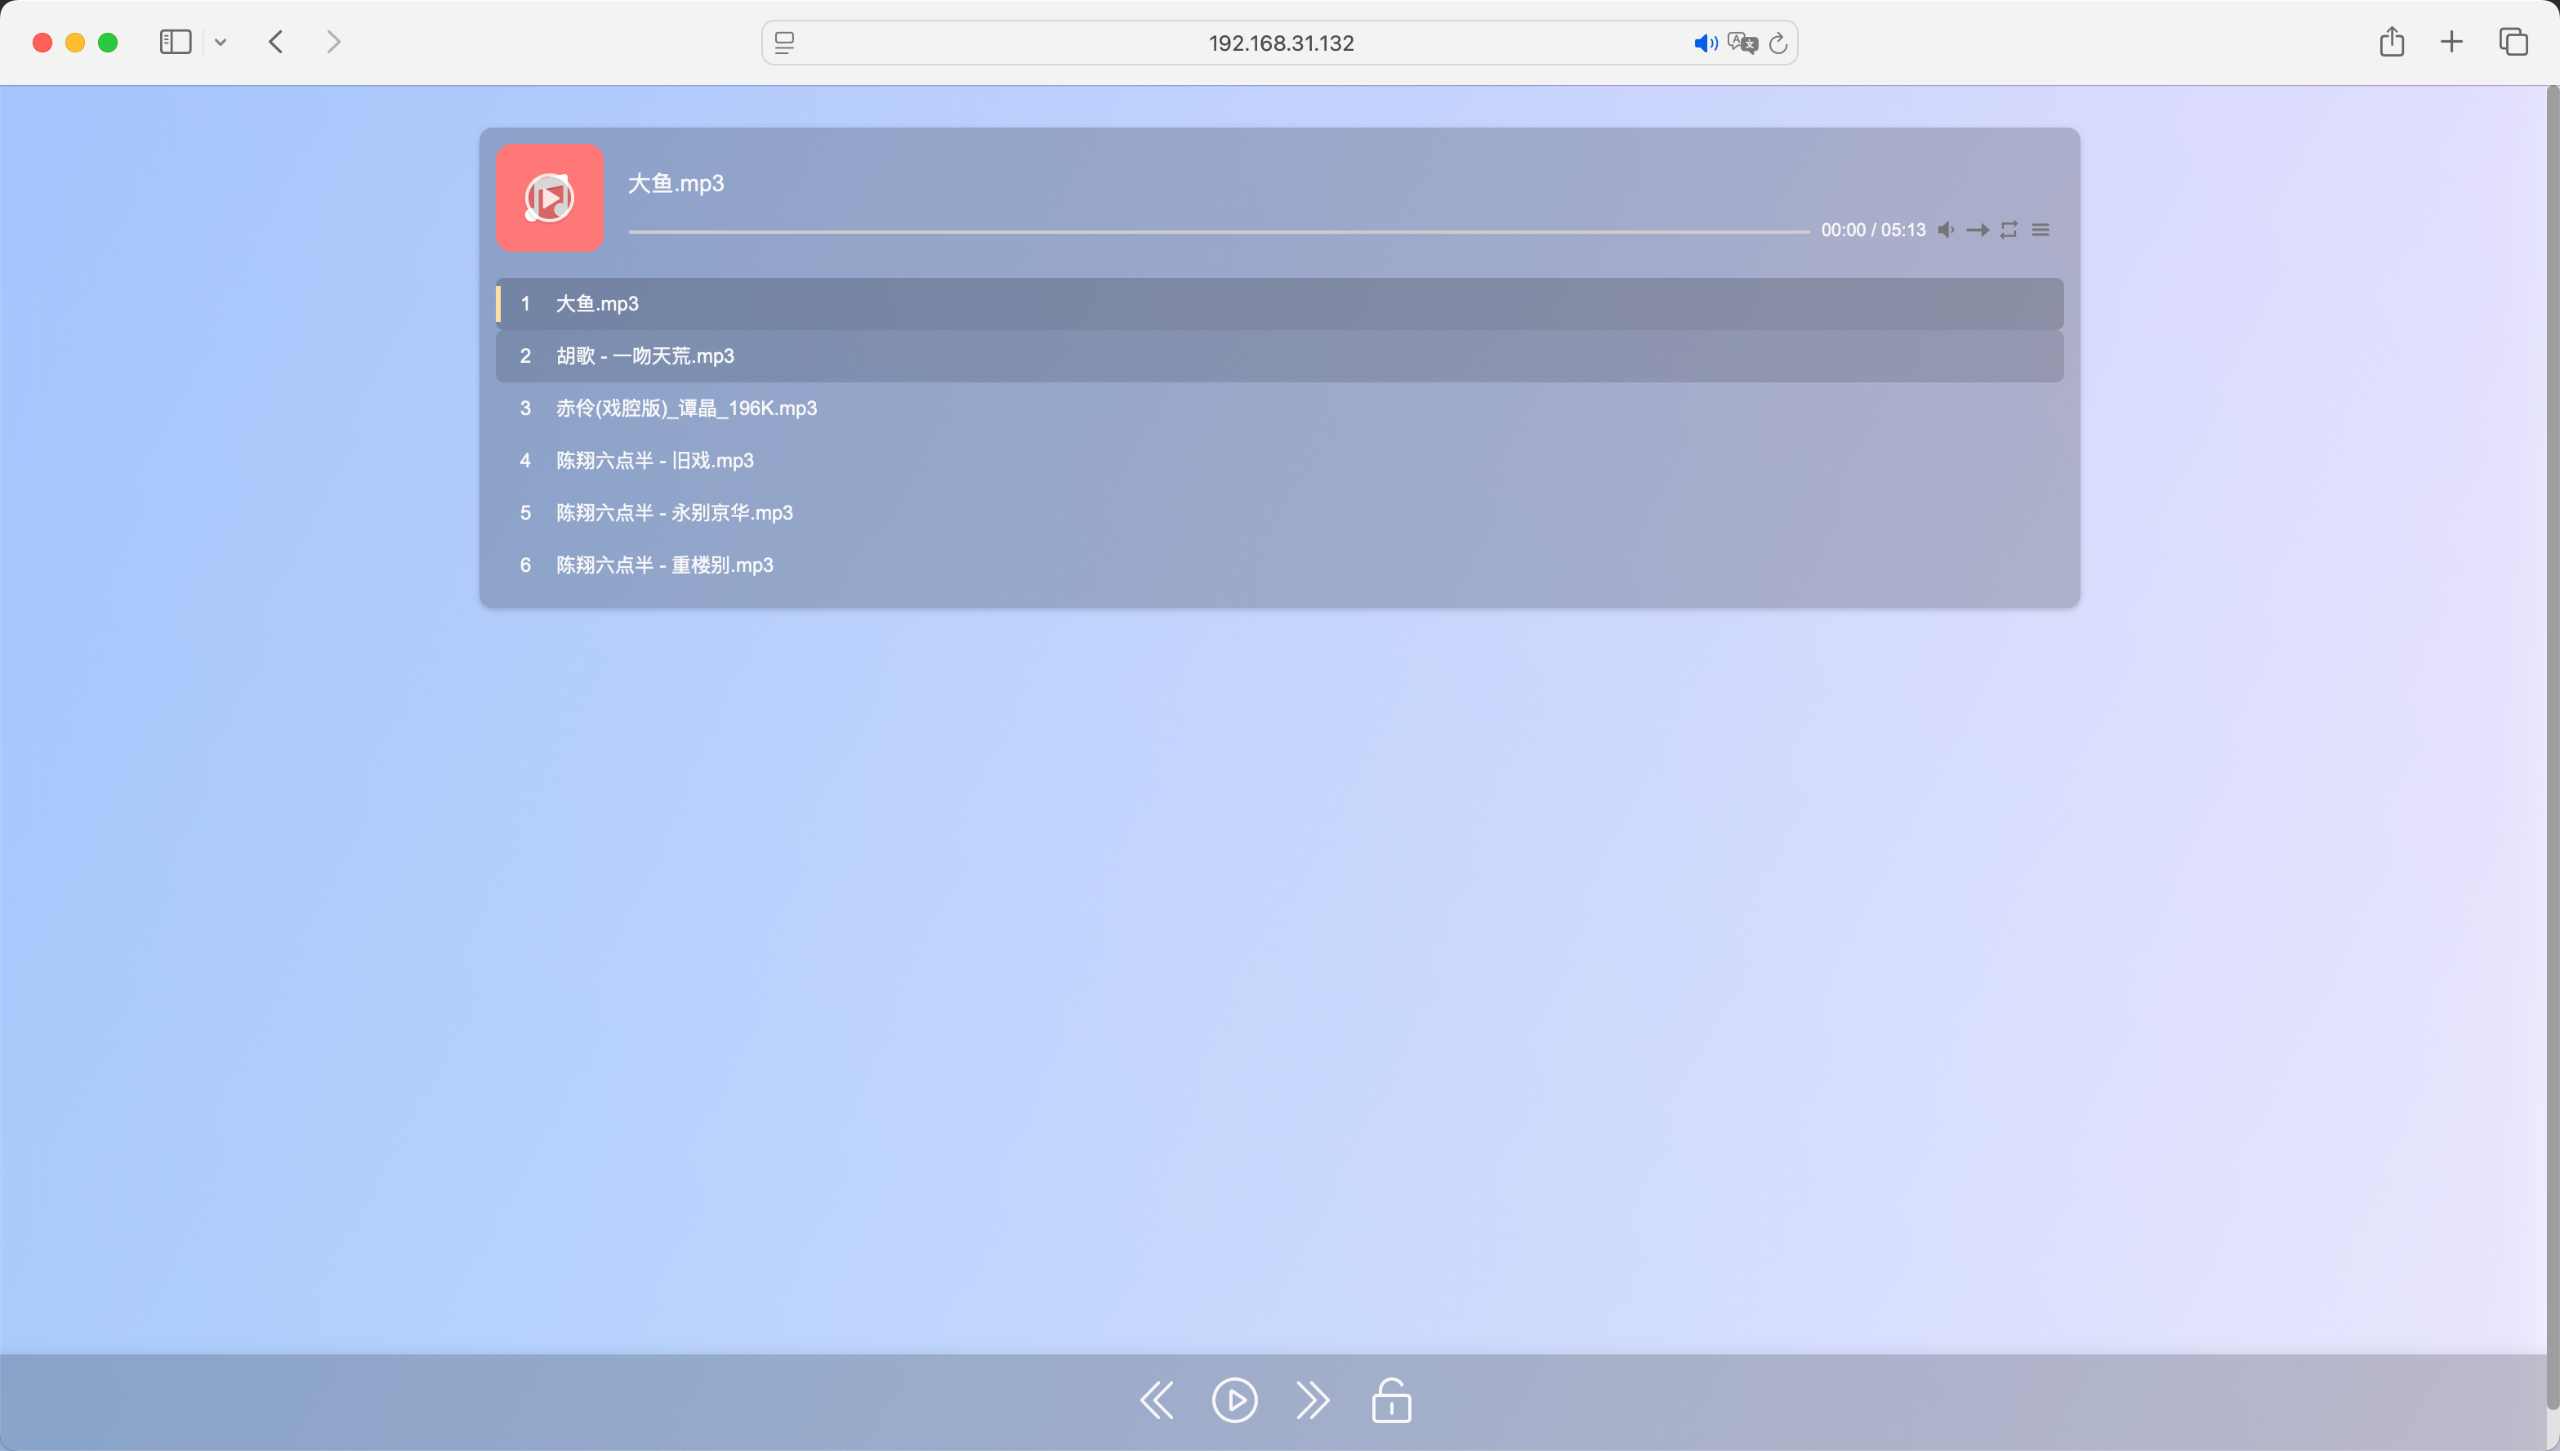 192.168.31.132
大鱼.mp3
00:00 / 05:13
1 大鱼.mp3
2 胡歌 - 一吻天荒.mp3
3 赤伶(戏腔版)_谭晶_196K.mp3
4 陈翔六点半 - 旧戏.mp3
5 陈翔六点半 - 永别京华.mp3
6 陈翔六点半 - 重楼别.mp3